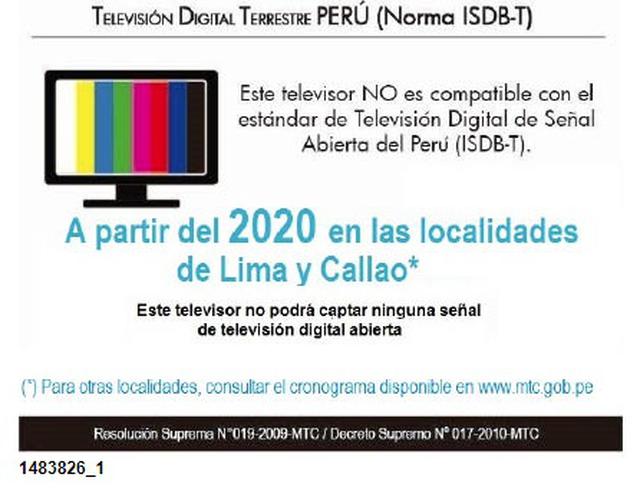 TELEVISIÓN DIGITAL TERRESTRE PERÚ (Norma ISDB-T)
Este televisor NO es compatible con el
estándar de Televisión Digital de Señal
Abierta del Perú (ISDB-T).
A partir del 2020 en las localidades
de Lima y Callao*
Este televisor no podrá captar ninguna señal
de televisión digital abierta
(*) Para otras localidades, consultar el cronograma disponible en www.mtc.gob.pe
Resolución Suprema N°019-2009-MTC / Decreto Supremo Nº 017-2010-MTC
1483826_1